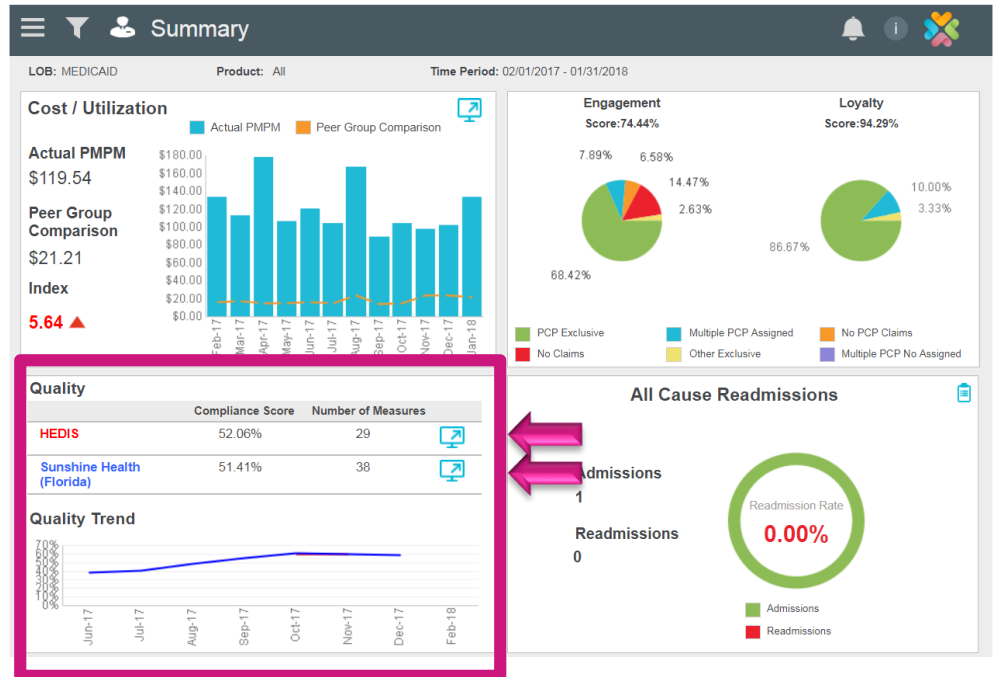 Summary
LOB: MEDICAID Product: All Time Period: 02/01/2017 - 01/31/2018
Cost / Utilization
Actual PMPM Peer Group Comparison
Actual PMPM
$119.54
Peer Group
Comparison
$21.21
Index
5.64
$180.00
$160.00
$140.00
$120.00
$100.00
$80.00
$60.00
$40.00
$20.00
$0.00
Feb-17 Mar-17 Apr-17 May-17 Jun-17 Jul-17 Aug-17 Sep-17 Oct-17 Nov-17 Dec-17 Jan-18
Engagement
Score:74.44%
7.89% 6.58%
14.47%
2.63%
68.42%
Loyalty
Score:94.29%
10.00%
3.33%
86.67%
PCP Exclusive Multiple PCP Assigned No PCP Claims
No Claims Other Exclusive Multiple PCP No Assigned
Quality
Compliance Score Number of Measures
HEDIS 52.06% 29
Sunshine Health 51.41% 38
(Florida)
Quality Trend
70%
60%
50%
40%
30%
20%
10%
0%
Jun-17 Jul-17 Aug-17 Sep-17 Oct-17 Nov-17 Dec-17 Feb-18
All Cause Readmissions
Admissions
1
Readmissions
0
Readmission Rate
0.00%
Admissions
Readmissions